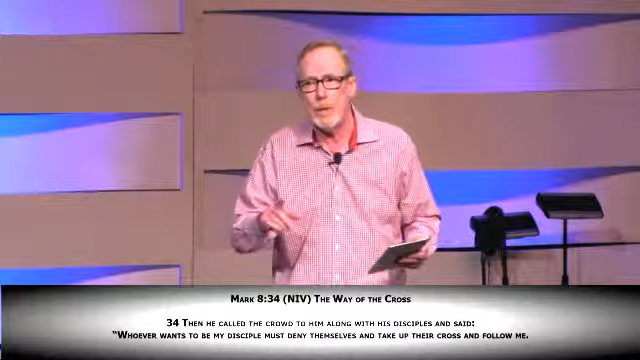 Mark 8:34 (NIV) The Way of the Cross
34 Then he called the crowd to him along with his disciples and said:
“Whoever wants to be my disciple must deny themselves and take up their cross and follow me.